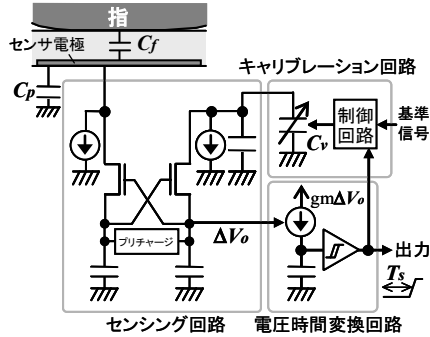 指
センサ電極
Cf
Cp
キャリブレーション回路
Cv
制御
回路
基準
信号
gmΔVo
プリチャージ
ΔVo
出力
Ts
センシング回路
電圧時間変換回路